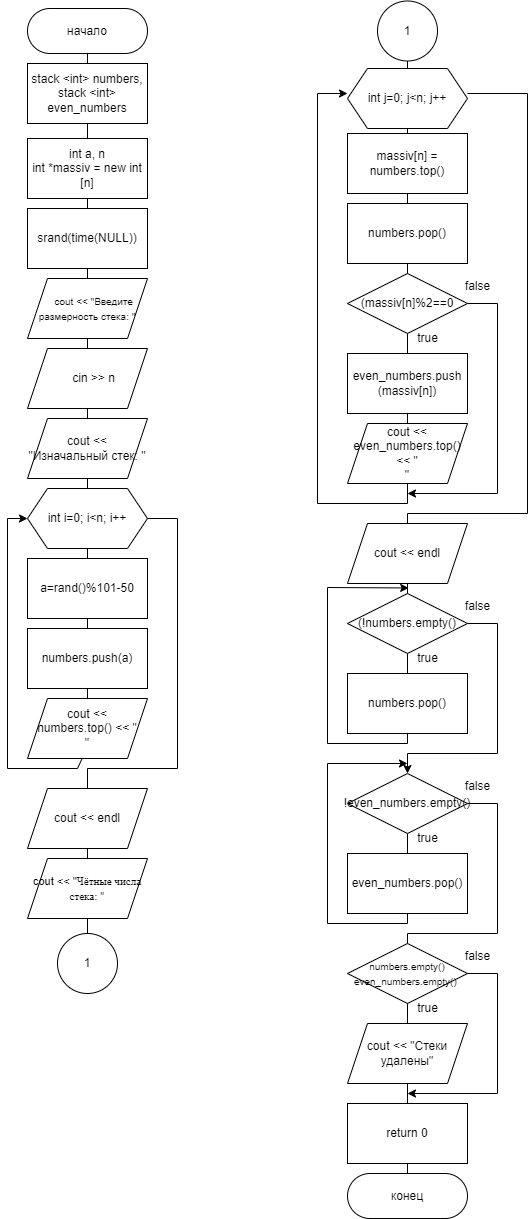 начало
stack <int> numbers,
stack <int>
even_numbers
int a, n
int *massiv = new int
[n]
srand(time(NULL))
cout << "Введите
размерность стека: "
cin >> n
cout <<
"Изначальный стек: "
int i=0; i<n; i++
a=rand()%101-50
numbers.push(a)
cout <<
numbers.top() << "
"
cout << endl
cout << "Чётные числа
стека: "
1
1
int j=0; j<n; j++
massiv[n] =
numbers.top()
numbers.pop()
(massiv[n]%2==0
false
true
even_numbers.push
(massiv[n])
cout <<
even_numbers.top()
<< "
"
cout << endl
(!numbers.empty()
false
true
numbers.pop()
!even_numbers.empty()
false
true
even_numbers.pop()
numbers.empty()
even_numbers.empty()
false
true
cout << "Стеки
удалены"
return 0
конец